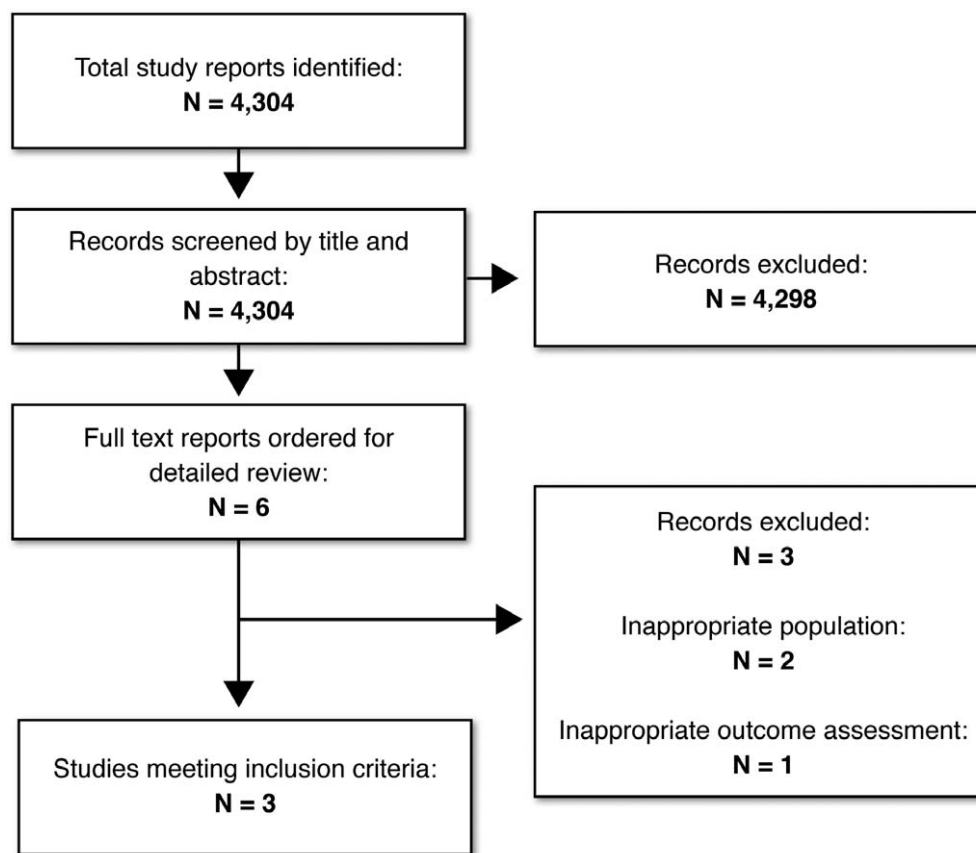 Total study reports identified:
N = 4,304
Records screened by title and
abstract:
N = 4,304
Records excluded:
N = 4,298
Full text reports ordered for
detailed review:
N = 6
Records excluded:
N = 3
Inappropriate population:
N = 2
Inappropriate outcome assessment:
N = 1
Studies meeting inclusion criteria:
N = 3